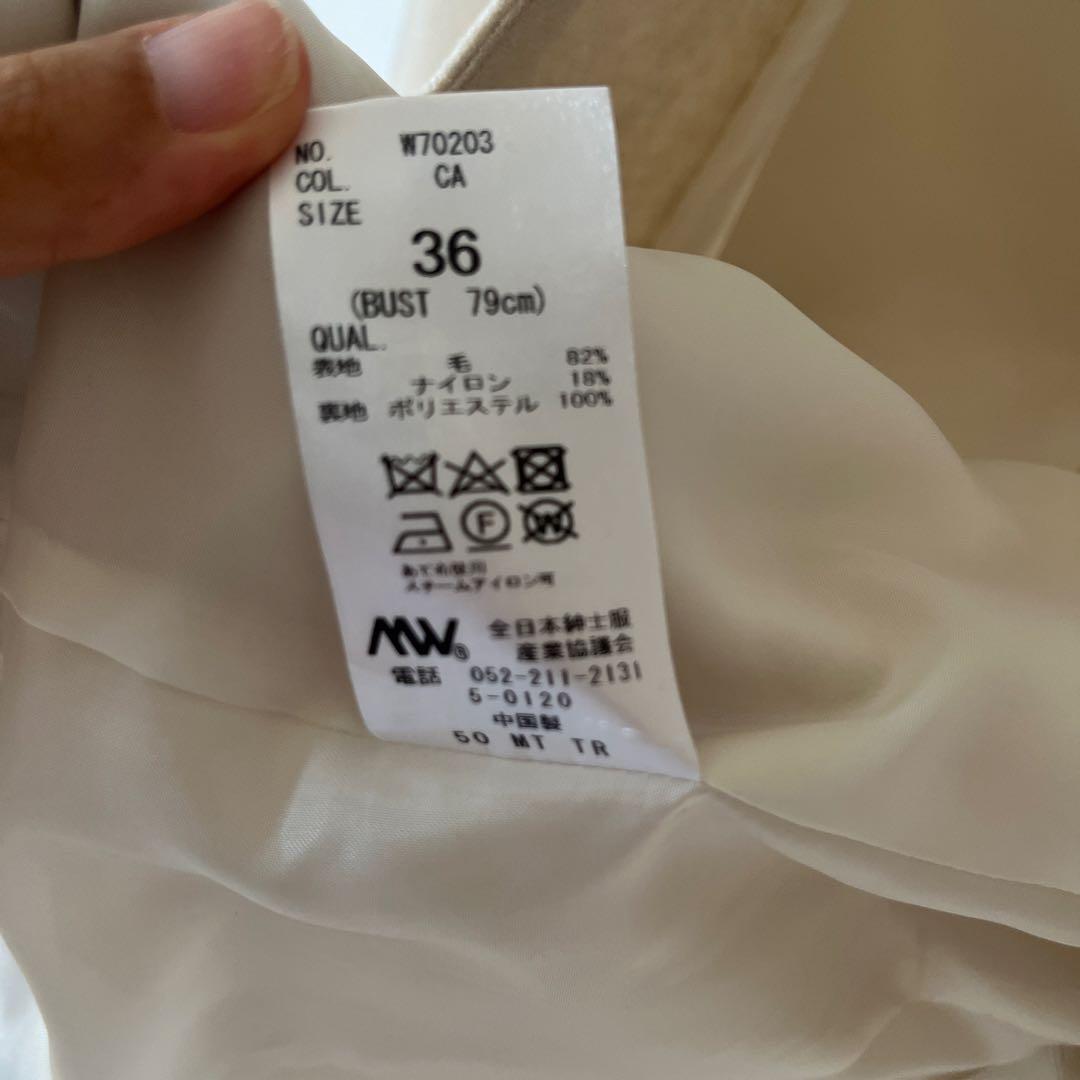 NO. W70203
COL. CA
SIZE
36
(BUST 79cm)
QUAL.
表地 毛 82%
ナイロン 18%
裏地 ポリエステル 100%
F
W
あて布使用
スチームアイロン可
MW® 全日本紳士服
産業協議会
電話 052-211-2131
5-0120
中国製
50 MT TR